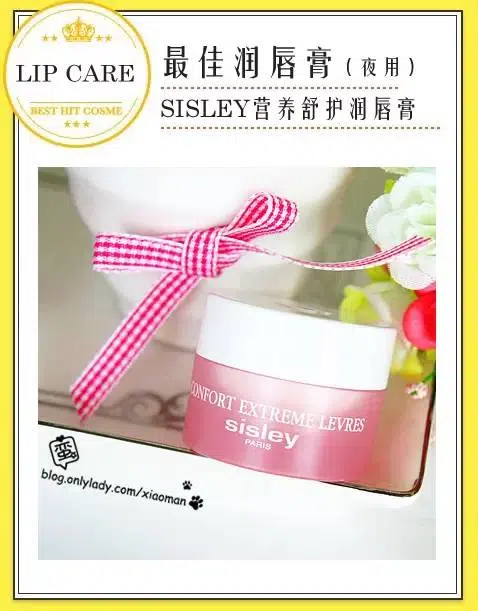 LIP CARE
BEST HIT COSME
最佳润唇膏(夜用)
SISLEY营养舒护润唇膏
CONFORT EXTREME LEVRES
sisley
PARIS
蛮
blog.onlylady.com/xiaoman